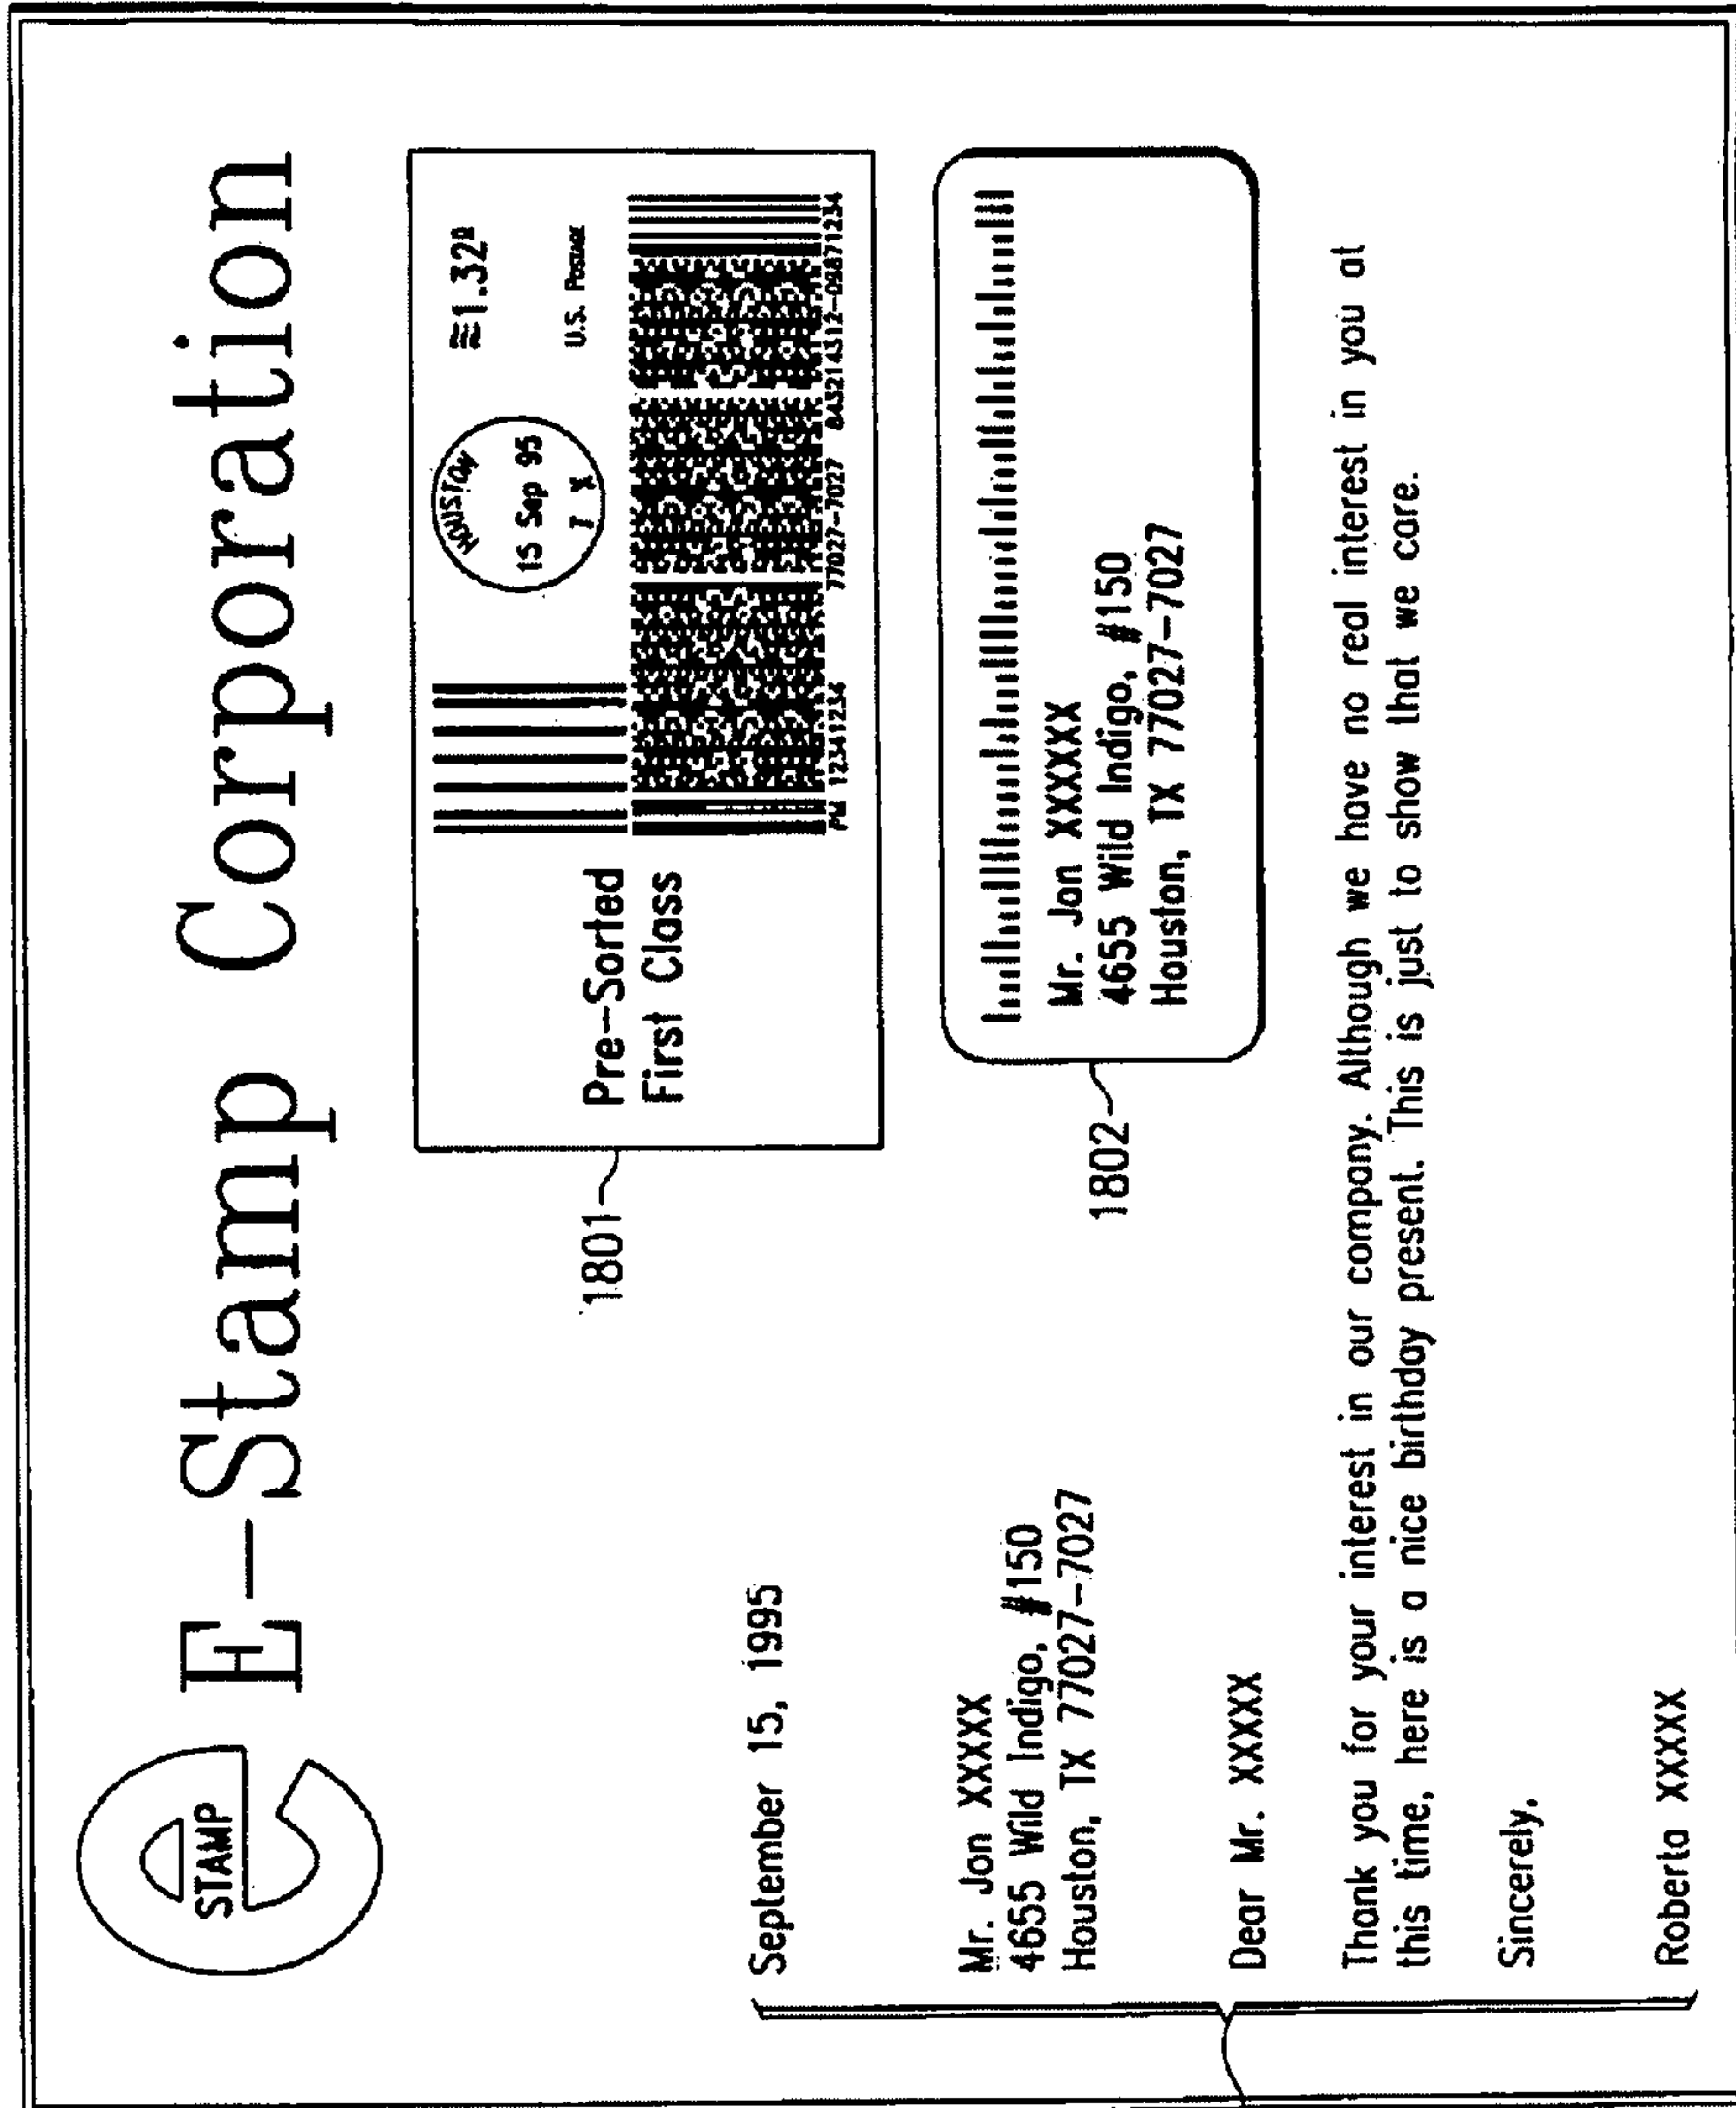 STAMP
E-Stamp Corporation
1801
Pre-Sorted
First Class
HOUSTON
15 Sep 95
T X
U.S. POSTAGE
PM 12341234 77027-7027
1802
Mr. Jon XXXXX
4655 Wild Indigo, #150
Houston, TX 77027-7027
September 15, 1995
Mr. Jon XXXXX
4655 Wild Indigo, #150
Houston, TX 77027-7027
Dear Mr. XXXXX
Thank you for your interest in our company. Although we have no real interest in you at
this time, here is a nice birthday present. This is just to show that we care.
Sincerely,
Roberta XXXXX